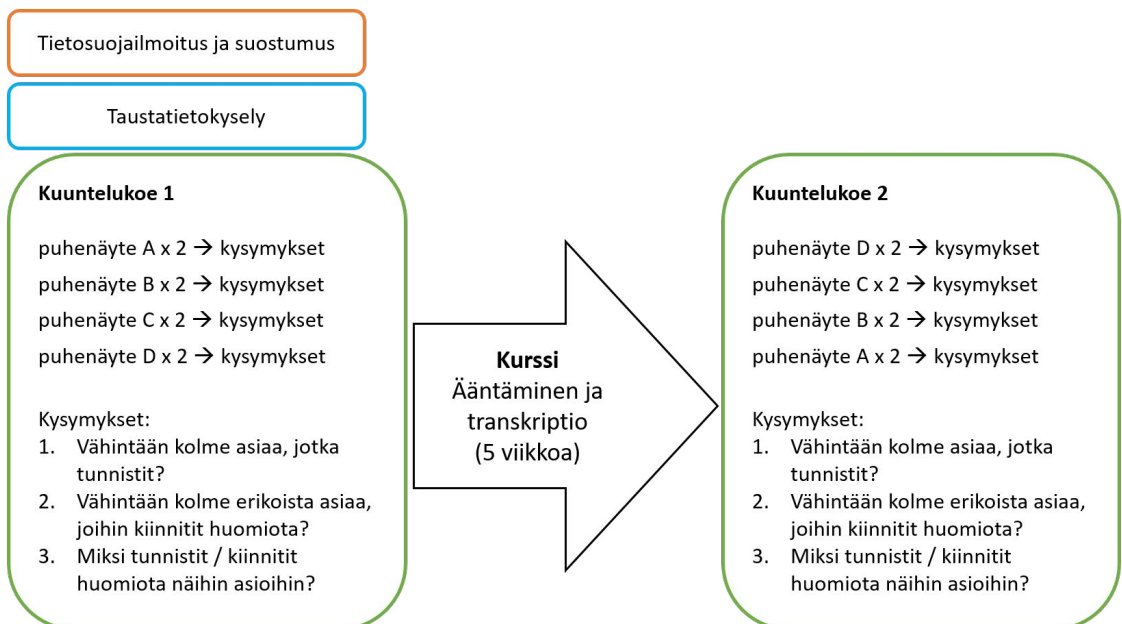 Tietosuojailmoitus ja suostumus
Taustatietokysely
Kuuntelukoe 1
puhenäyte A x 2 → kysymykset
puhenäyte B x 2 → kysymykset
puhenäyte C x 2 → kysymykset
puhenäyte D x 2 → kysymykset
Kysymykset:
1. Vähintään kolme asiaa, jotka
tunnistit?
2. Vähintään kolme erikoista asiaa,
joihin kiinnitit huomiota?
3. Miksi tunnistit / kiinnitit
huomiota näihin asioihin?
Kurssi
Ääntäminen ja
transkriptio
(5 viikkoa)
Kuuntelukoe 2
puhenäyte D x 2 → kysymykset
puhenäyte C x 2 → kysymykset
puhenäyte B x 2 → kysymykset
puhenäyte A x 2 → kysymykset
Kysymykset:
1. Vähintään kolme asiaa, jotka
tunnistit?
2. Vähintään kolme erikoista asiaa,
joihin kiinnitit huomiota?
3. Miksi tunnistit / kiinnitit
huomiota näihin asioihin?